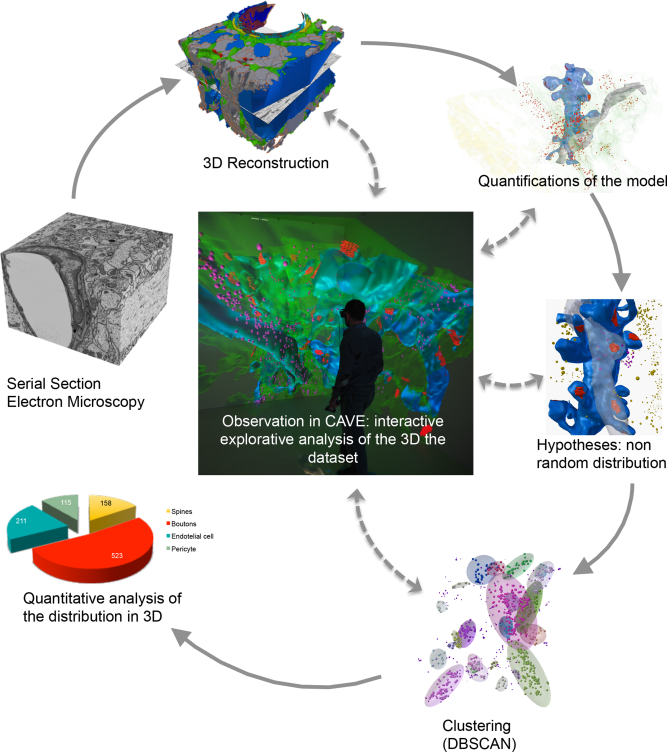 3D Reconstruction
Quantifications of the model
Serial Section
Electron Microscopy
Observation in CAVE: interactive
explorative analysis of the 3D the
dataset
Hypotheses: non
random distribution
115
158
211
523
Spines
Boutons
Endotelial cell
Pericyte
Quantitative analysis of
the distribution in 3D
Clustering
(DBSCAN)